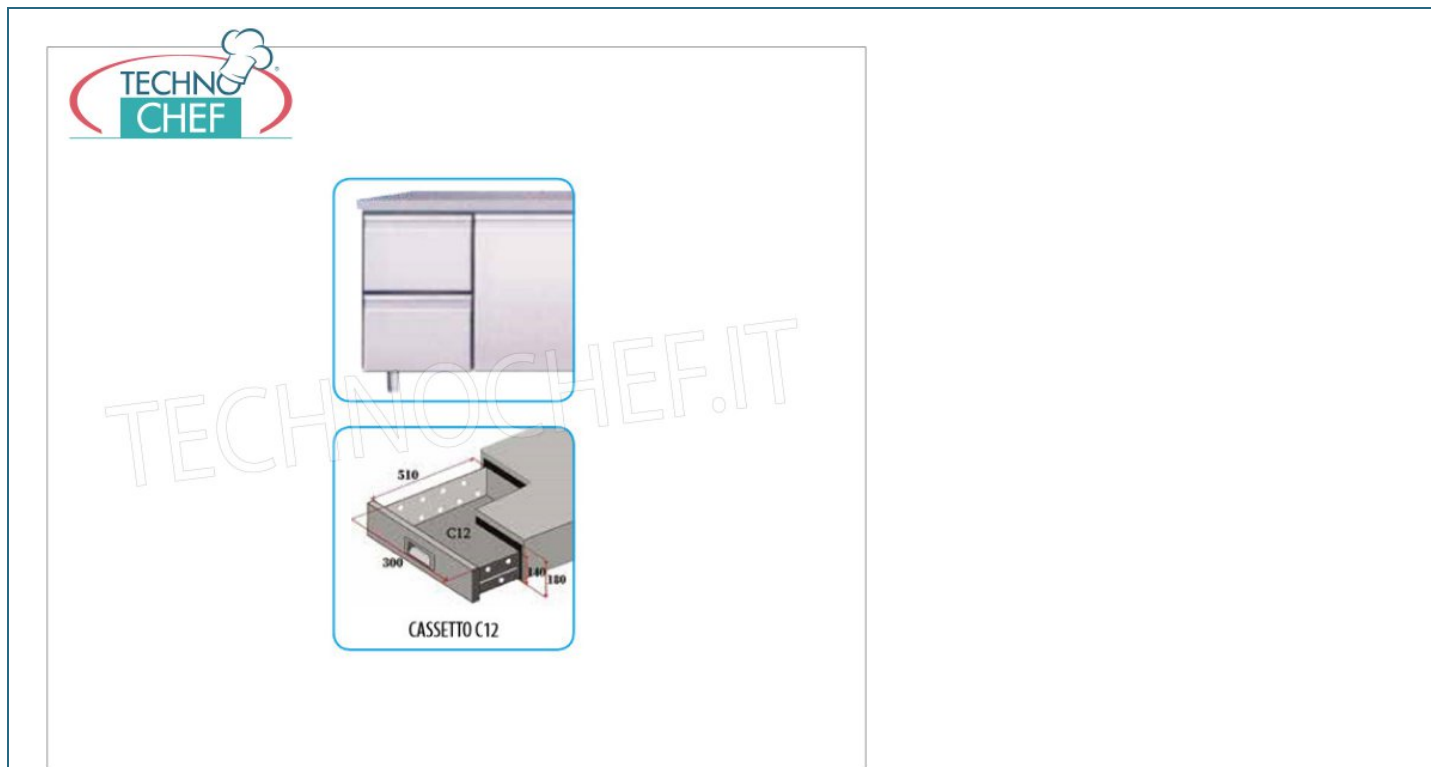 TECHNO
CHEF
®
TECHNOCHEF.IT
510
C12
300
140
180
CASSETTO C12